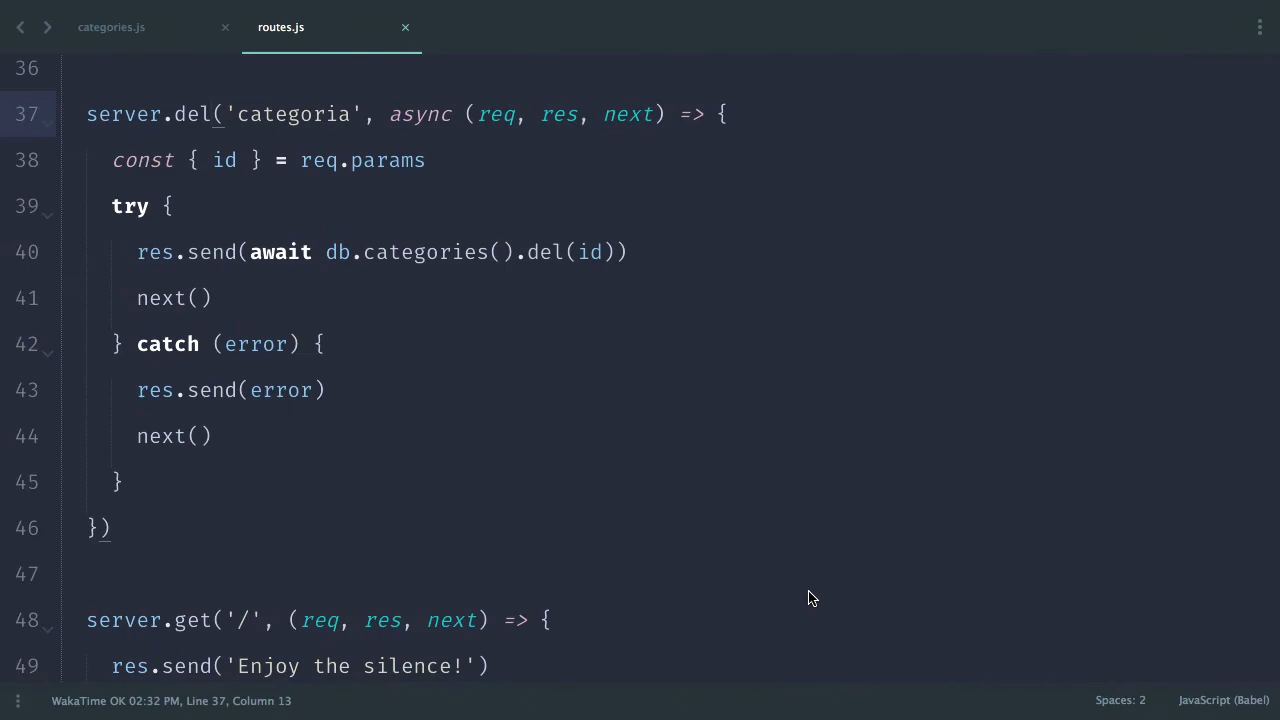 categories.js × routes.js ×
36
37 server.del('categoria', async (req, res, next) => {
38 const { id } = req.params
39 try {
40 res.send(await db.categories().del(id))
41 next()
42 } catch (error) {
43 res.send(error)
44 next()
45 }
46 })
47
48 server.get('/', (req, res, next) => {
49 res.send('Enjoy the silence!')
WakaTime OK 02:32 PM, Line 37, Column 13 Spaces: 2 JavaScript (Babel)